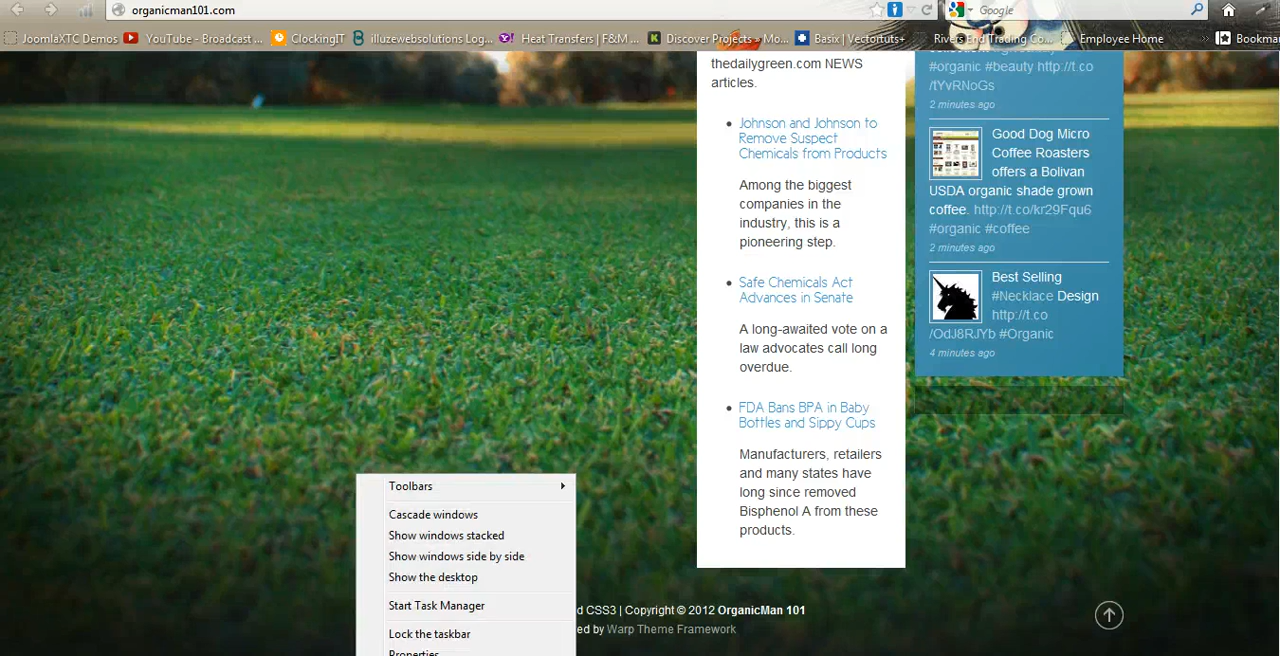 organicman101.com
Google
JoomlaXTC Demos
YouTube - Broadcast ...
ClockingIT
illuzewebsolutions Log...
Heat Transfers | F&M ...
Discover Projects » Mo...
Basix | Vectortuts+
Rivers End Trading Co...
Employee Home
Bookmar
thedailygreen.com NEWS
articles.
Johnson and Johnson to
Remove Suspect
Chemicals from Products
Among the biggest
companies in the
industry, this is a
pioneering step.
Safe Chemicals Act
Advances in Senate
A long-awaited vote on a
law advocates call long
overdue.
FDA Bans BPA in Baby
Bottles and Sippy Cups
Manufacturers, retailers
and many states have
long since removed
Bisphenol A from these
products.
#organic #beauty http://t.co
/tYvRNoGs
2 minutes ago
Good Dog Micro
Coffee Roasters
offers a Bolivan
USDA organic shade grown
coffee. http://t.co/kr29Fqu6
#organic #coffee
2 minutes ago
Best Selling
#Necklace Design
http://t.co
/OdJ8RJYb #Organic
4 minutes ago
Toolbars
Cascade windows
Show windows stacked
Show windows side by side
Show the desktop
Start Task Manager
Lock the taskbar
Properties
d CSS3 | Copyright © 2012 OrganicMan 101
ed by Warp Theme Framework